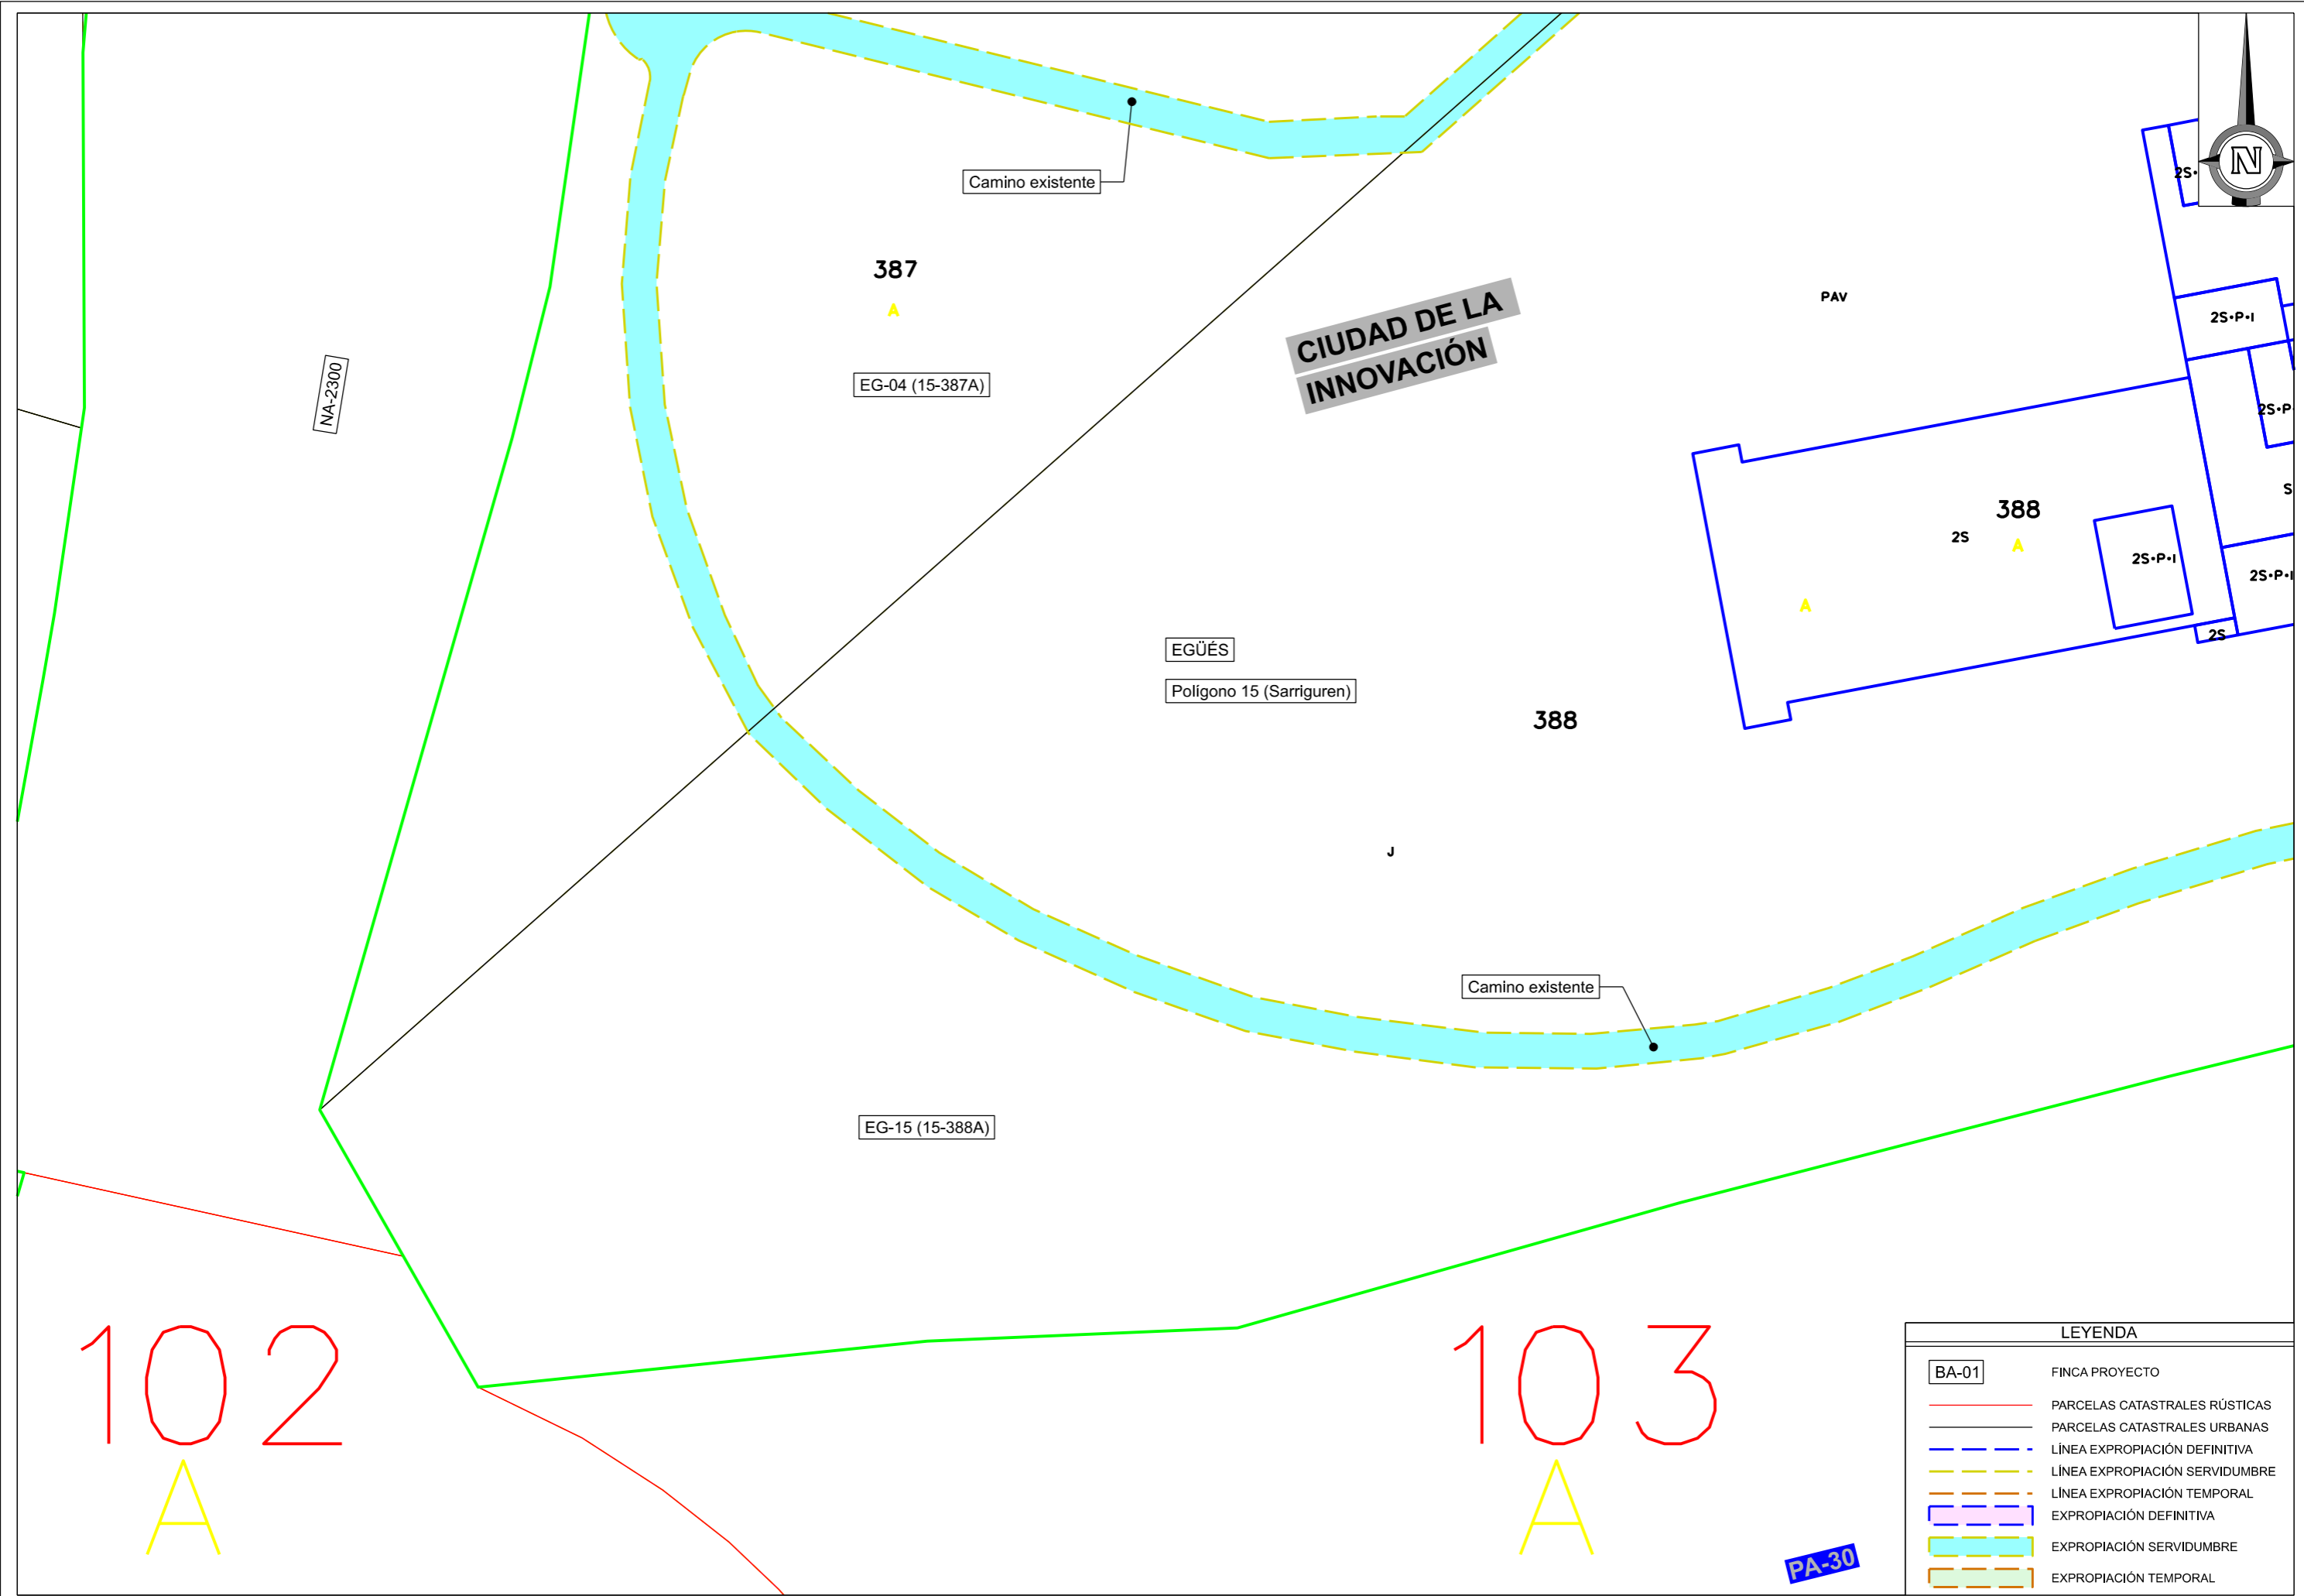 N
2S·
Camino existente
387
A
EG-04 (15-387A)
NA-2300
CIUDAD DE LA
INNOVACIÓN
PAV
2S·P·I
2S·P·
S
388
A
2S
2S·P·I
2S·P·I
A
2S
EGÜÉS
Polígono 15 (Sarriguren)
388
J
Camino existente
EG-15 (15-388A)
102
A
103
A
PA-30
LEYENDA
BA-01 FINCA PROYECTO
PARCELAS CATASTRALES RÚSTICAS
PARCELAS CATASTRALES URBANAS
LÍNEA EXPROPIACIÓN DEFINITIVA
LÍNEA EXPROPIACIÓN SERVIDUMBRE
LÍNEA EXPROPIACIÓN TEMPORAL
EXPROPIACIÓN DEFINITIVA
EXPROPIACIÓN SERVIDUMBRE
EXPROPIACIÓN TEMPORAL